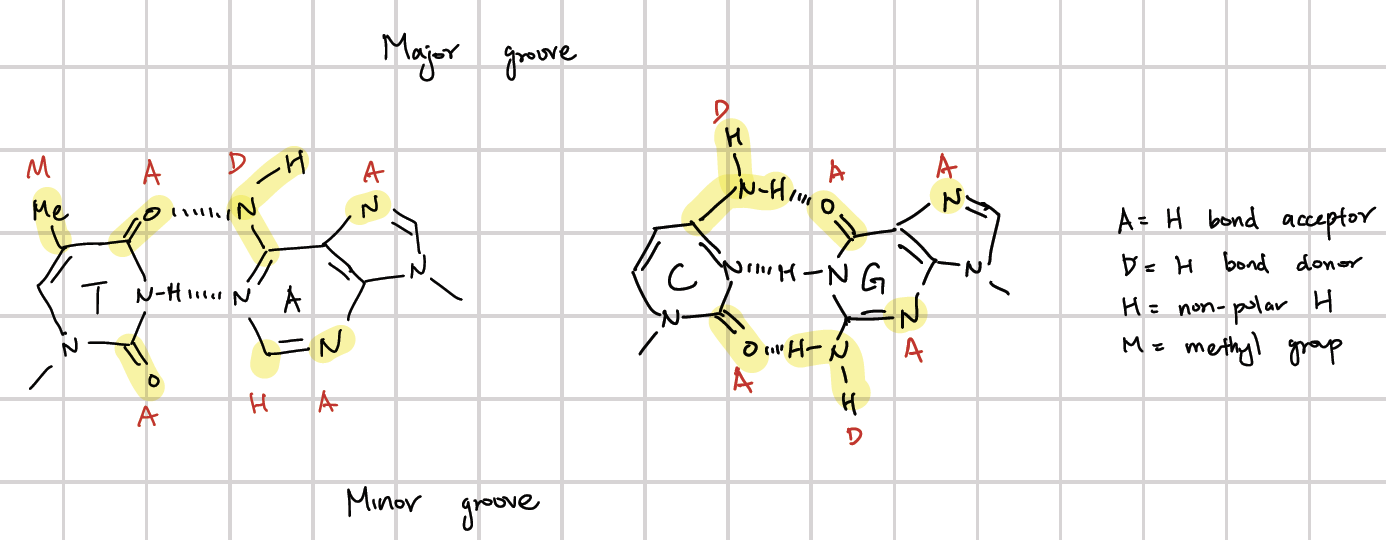 Major groove
D
H
M A D H A
N-H A A
Me O N N
O N
T N-H N A N
C N H-N G N
N N N
O H-N N
O A A
H
A H A
D
Minor groove
A = H bond acceptor
D = H bond donor
H = non-polar H
M = methyl group